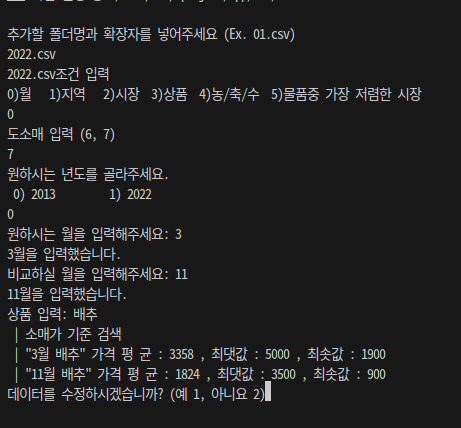 추가할 폴더명과 확장자를 넣어주세요 (Ex. 01.csv)
2022.csv
2022.csv조건 입력
0)월 1)지역 2)시장 3)상품 4)농/축/수 5)물품중 가장 저렴한 시장
0
도소매 입력 (6, 7)
7
원하시는 년도를 골라주세요.
0) 2013 1) 2022
0
원하시는 월을 입력해주세요: 3
3월을 입력했습니다.
비교하실 월을 입력해주세요: 11
11월을 입력했습니다.
상품 입력: 배추
| 소매가 기준 검색
| "3월 배추" 가격 평 균 : 3358 , 최댓값 : 5000 , 최솟값 : 1900
| "11월 배추" 가격 평 균 : 1824 , 최댓값 : 3500 , 최솟값 : 900
데이터를 수정하시겠습니까? (예 1, 아니요 2)